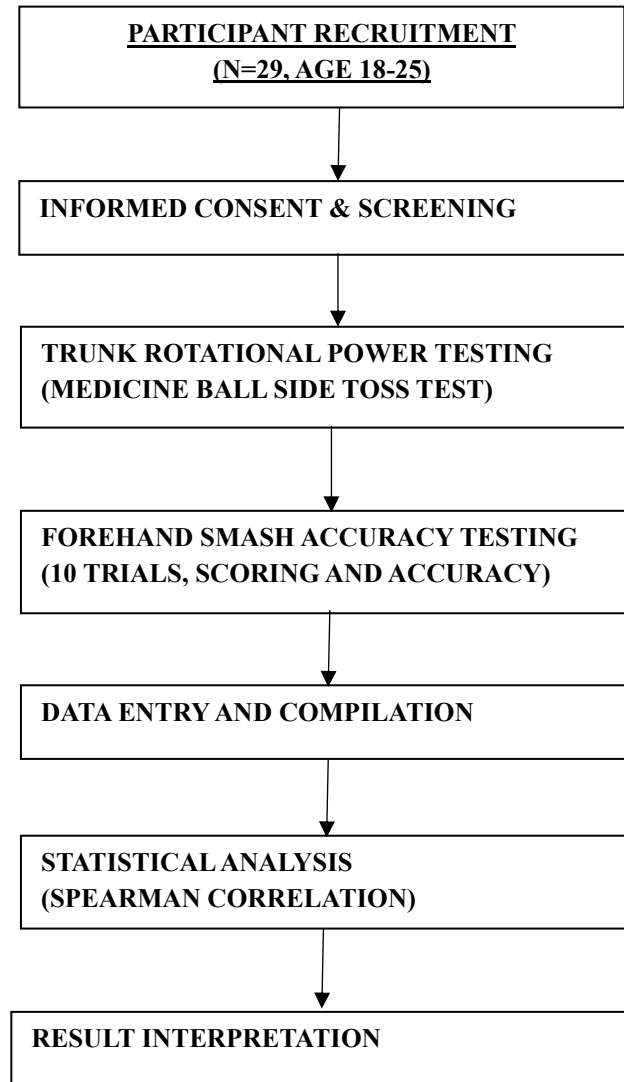 PARTICIPANT RECRUITMENT
(N=29, AGE 18-25)
INFORMED CONSENT & SCREENING
TRUNK ROTATIONAL POWER TESTING
(MEDICINE BALL SIDE TOSS TEST)
FOREHAND SMASH ACCURACY TESTING
(10 TRIALS, SCORING AND ACCURACY)
DATA ENTRY AND COMPILATION
STATISTICAL ANALYSIS
(SPEARMAN CORRELATION)
RESULT INTERPRETATION